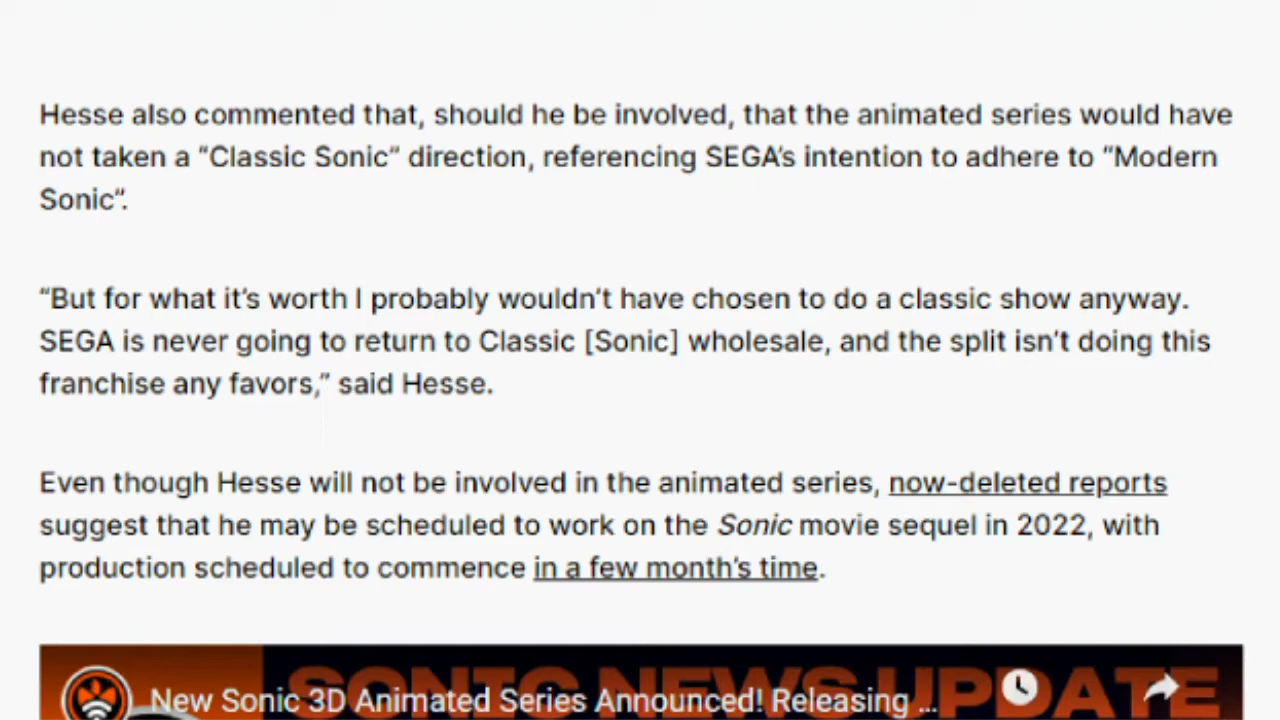 Hesse also commented that, should he be involved, that the animated series would have
not taken a “Classic Sonic” direction, referencing SEGA’s intention to adhere to “Modern
Sonic”.
“But for what it’s worth I probably wouldn’t have chosen to do a classic show anyway.
SEGA is never going to return to Classic [Sonic] wholesale, and the split isn’t doing this
franchise any favors,” said Hesse.
Even though Hesse will not be involved in the animated series, now-deleted reports
suggest that he may be scheduled to work on the Sonic movie sequel in 2022, with
production scheduled to commence in a few month’s time.
SONIC NEWS UPDATE
New Sonic 3D Animated Series Announced! Releasing ...